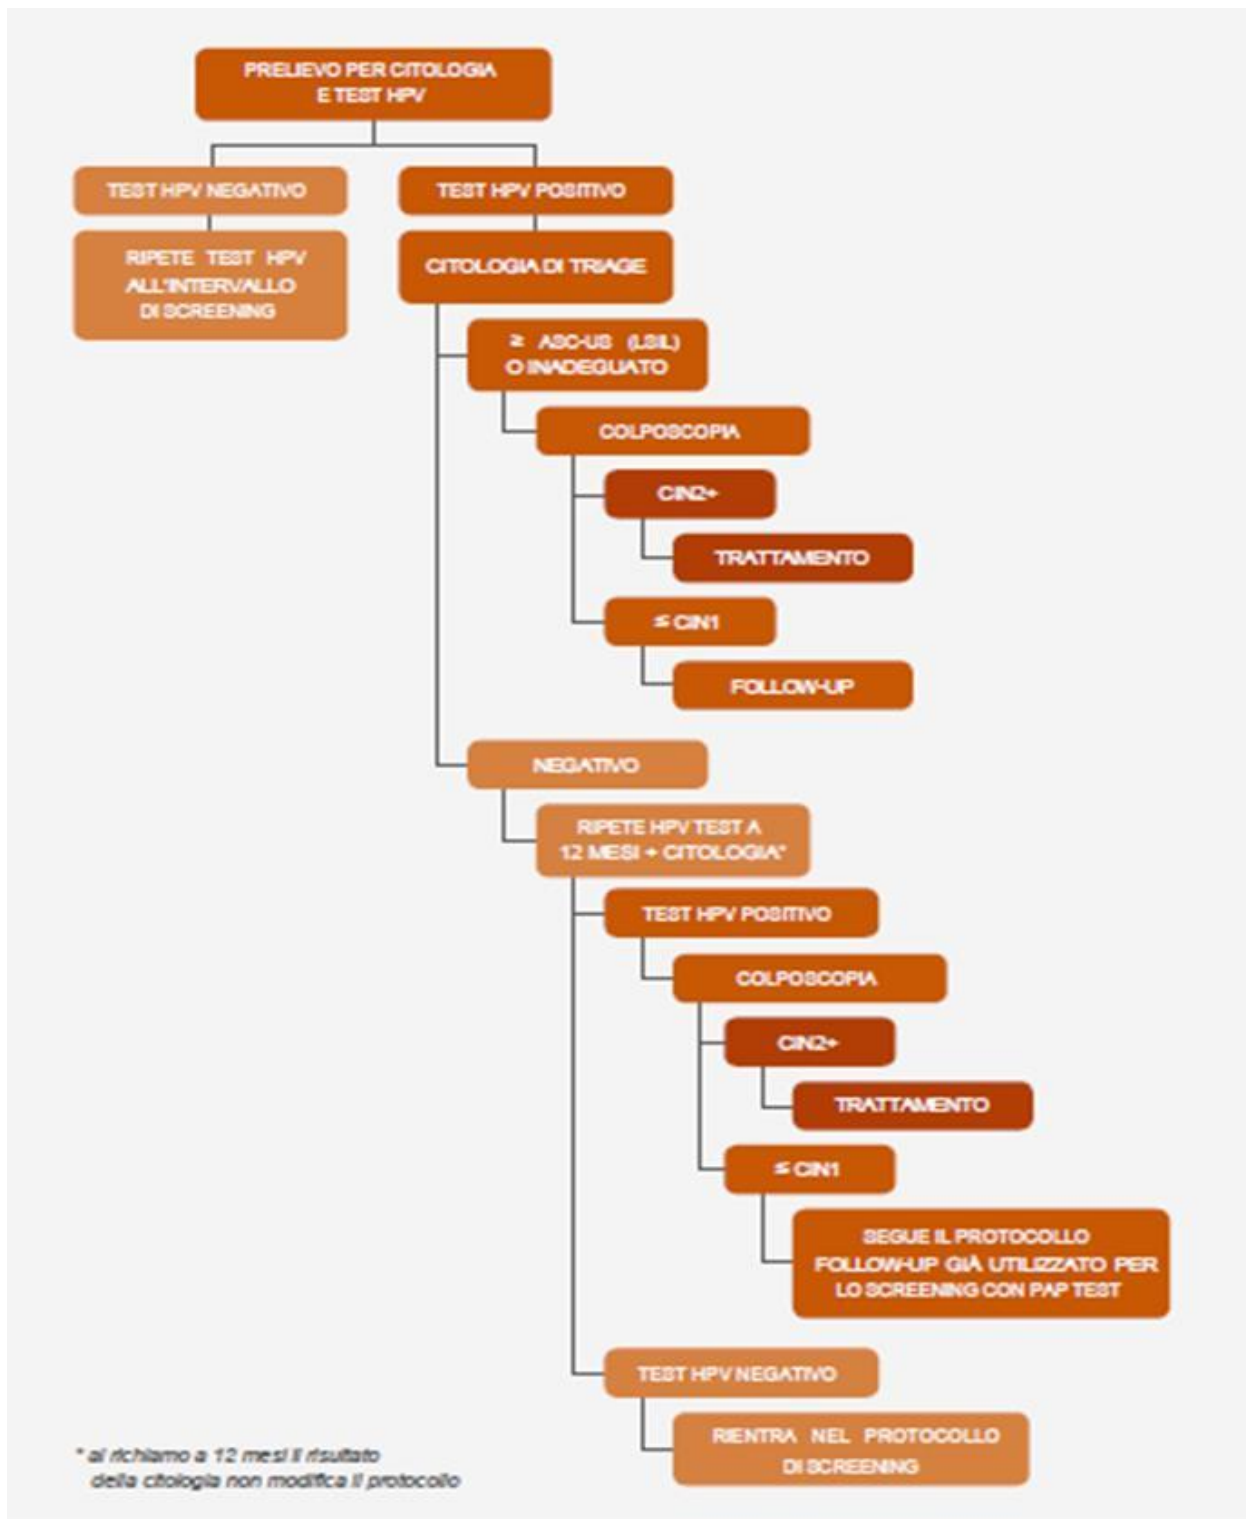 PRELIEVO PER CITOLOGIA
E TEST HPV
TEST HPV NEGATIVO
TEST HPV POSITIVO
RIPETE TEST HPV
ALL'INTERVALLO
DI SCREENING
CITOLOGIA DI TRIAGE
≥ ASC-US (LSIL)
O INADEGUATO
COLPOSCOPIA
CIN2+
TRATTAMENTO
≤ CIN1
FOLLOW-UP
NEGATIVO
RIPETE HPV TEST A
12 MESI + CITOLOGIA*
TEST HPV POSITIVO
COLPOSCOPIA
CIN2+
TRATTAMENTO
≤ CIN1
SEGUE IL PROTOCOLLO
FOLLOW-UP GIÀ UTILIZZATO PER
LO SCREENING CON PAP TEST
TEST HPV NEGATIVO
RIENTRA NEL PROTOCOLLO
DI SCREENING
* al richiamo a 12 mesi il risultato
della citologia non modifica il protocollo